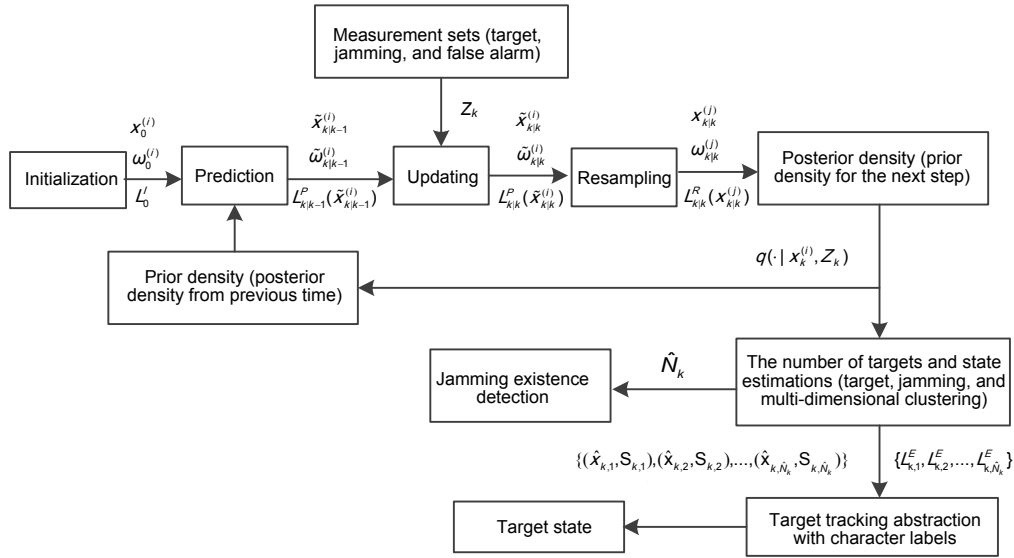 Measurement sets (target,
jamming, and false alarm)
Z_k
x_0^{(i)}
ω_0^{(i)}
L_0^I
x̃_{k|k-1}^{(i)}
ω̃_{k|k-1}^{(i)}
L_{k|k-1}^P(x̃_{k|k-1}^{(i)})
x̃_{k|k}^{(i)}
ω̃_{k|k}^{(i)}
L_{k|k}^P(x̃_{k|k}^{(i)})
x_{k|k}^{(j)}
ω_{k|k}^{(j)}
L_{k|k}^R(x_{k|k}^{(j)})
Initialization
Prediction
Updating
Resampling
Posterior density (prior
density for the next step)
q(· | x_k^{(i)}, Z_k)
Prior density (posterior
density from previous time)
Jamming existence
detection
N̂_k
The number of targets and state
estimations (target, jamming, and
multi-dimensional clustering)
{(x̂_{k,1},S_{k,1}),(x̂_{k,2},S_{k,2}),...,(x̂_{k,N̂_k},S_{k,N̂_k})}
{L_{k,1}^E,L_{k,2}^E,...,L_{k,N̂_k}^E}
Target state
Target tracking abstraction
with character labels